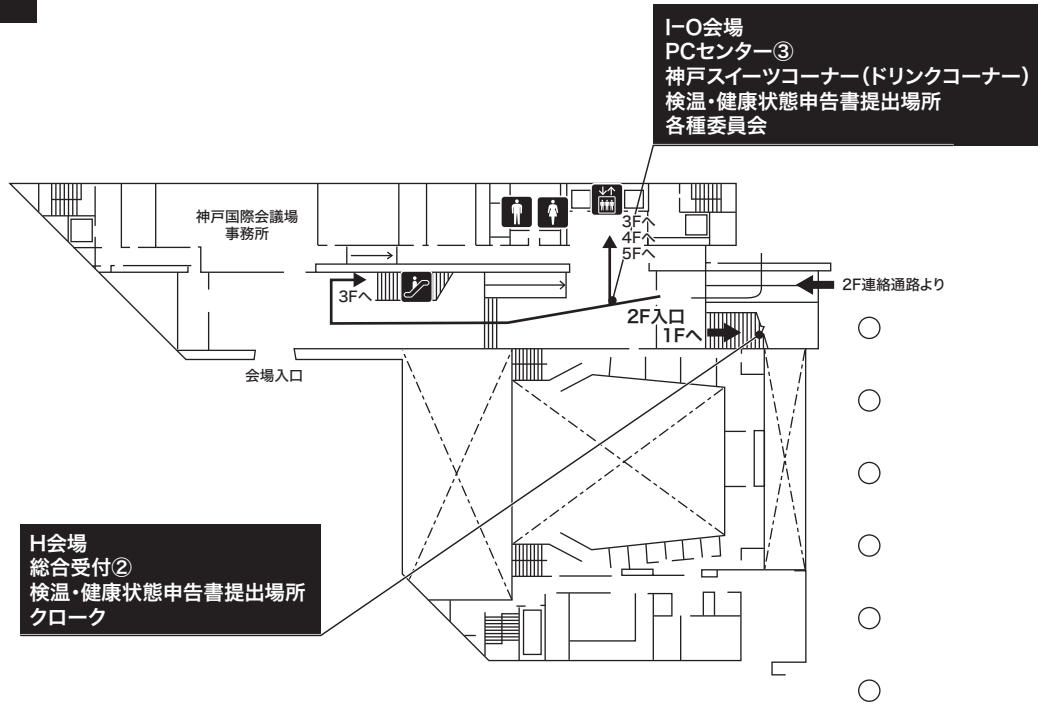 I−O会場
PCセンター③
神戸スイーツコーナー（ドリンクコーナー）
検温・健康状態申告書提出場所
各種委員会
神戸国際会議場
事務所
3Fへ
4Fへ
5Fへ
3Fへ
2F連絡通路より
2F入口
1Fへ
会場入口
H会場
総合受付②
検温・健康状態申告書提出場所
クローク